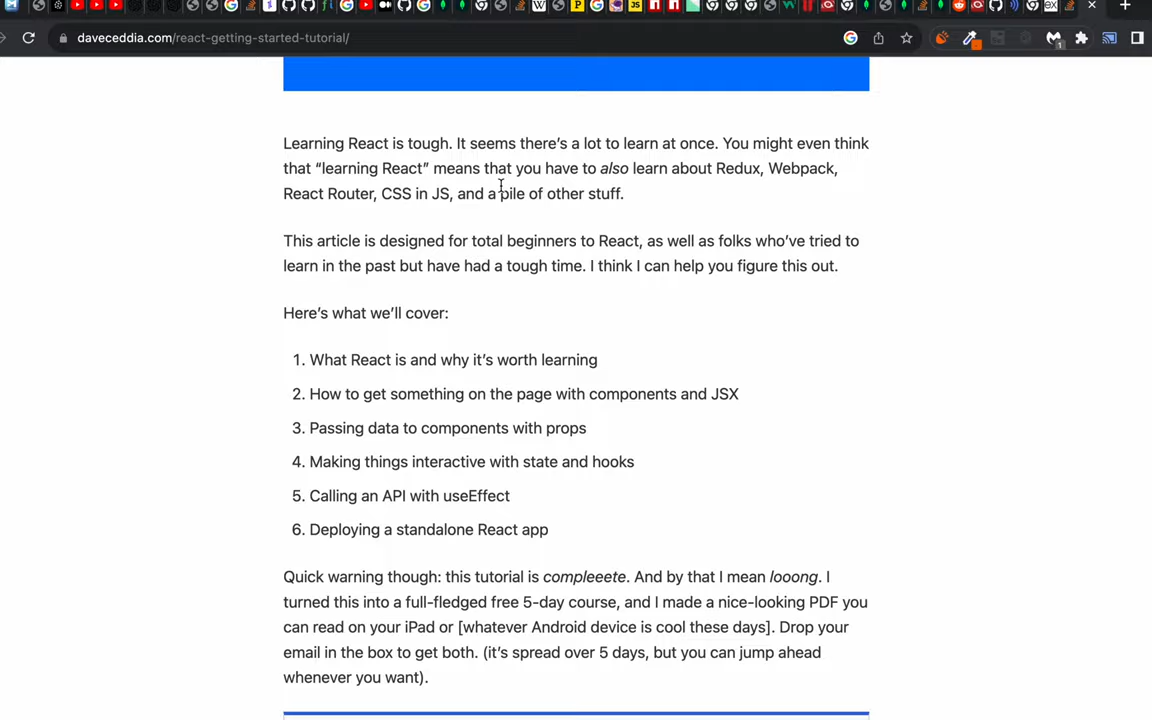 daveceddia.com/react-getting-started-tutorial/
Learning React is tough. It seems there's a lot to learn at once. You might even think
that “learning React” means that you have to also learn about Redux, Webpack,
React Router, CSS in JS, and a pile of other stuff.
This article is designed for total beginners to React, as well as folks who've tried to
learn in the past but have had a tough time. I think I can help you figure this out.
Here's what we'll cover:
1. What React is and why it's worth learning
2. How to get something on the page with components and JSX
3. Passing data to components with props
4. Making things interactive with state and hooks
5. Calling an API with useEffect
6. Deploying a standalone React app
Quick warning though: this tutorial is compleeete. And by that I mean looong. I
turned this into a full-fledged free 5-day course, and I made a nice-looking PDF you
can read on your iPad or [whatever Android device is cool these days]. Drop your
email in the box to get both. (it's spread over 5 days, but you can jump ahead
whenever you want).